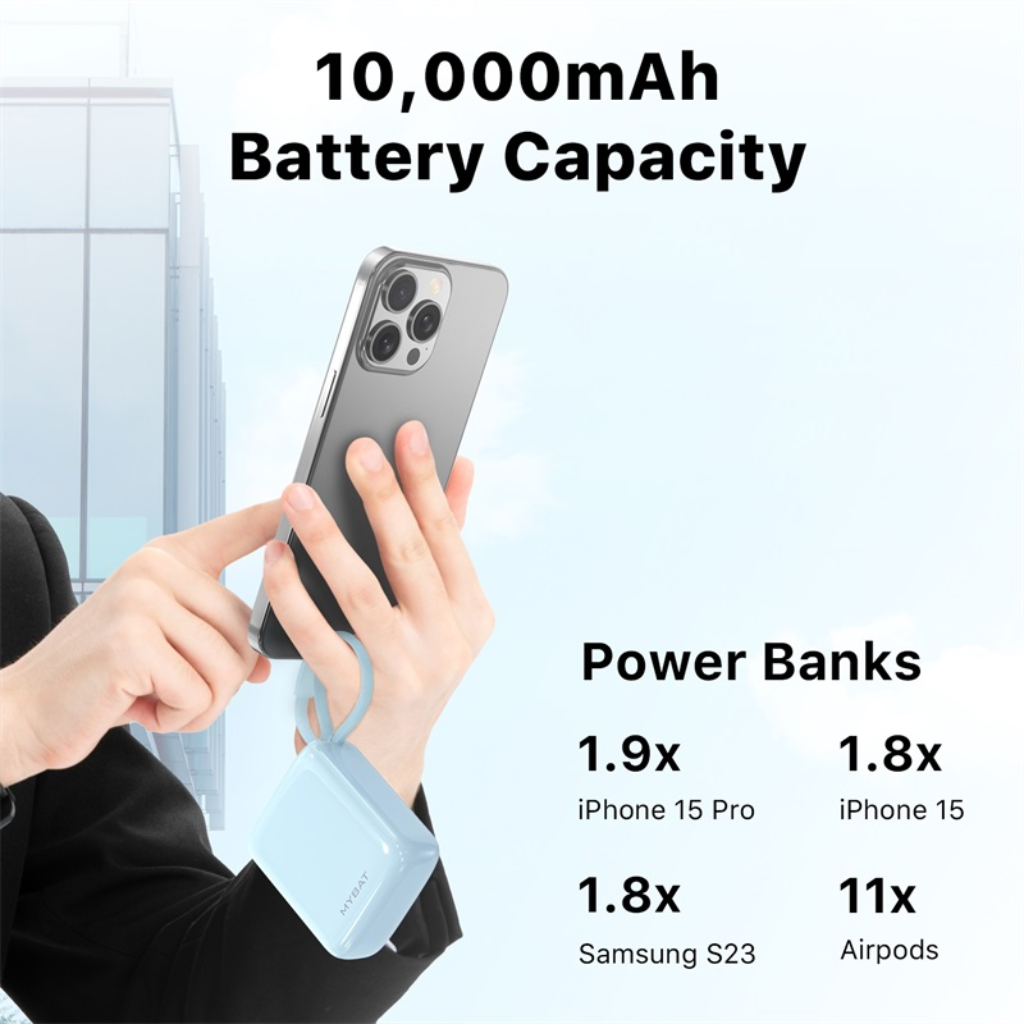 10,000mAh
Battery Capacity
Power Banks
1.9x
iPhone 15 Pro
1.8x
iPhone 15
1.8x
Samsung S23
11x
Airpods
MYBAT